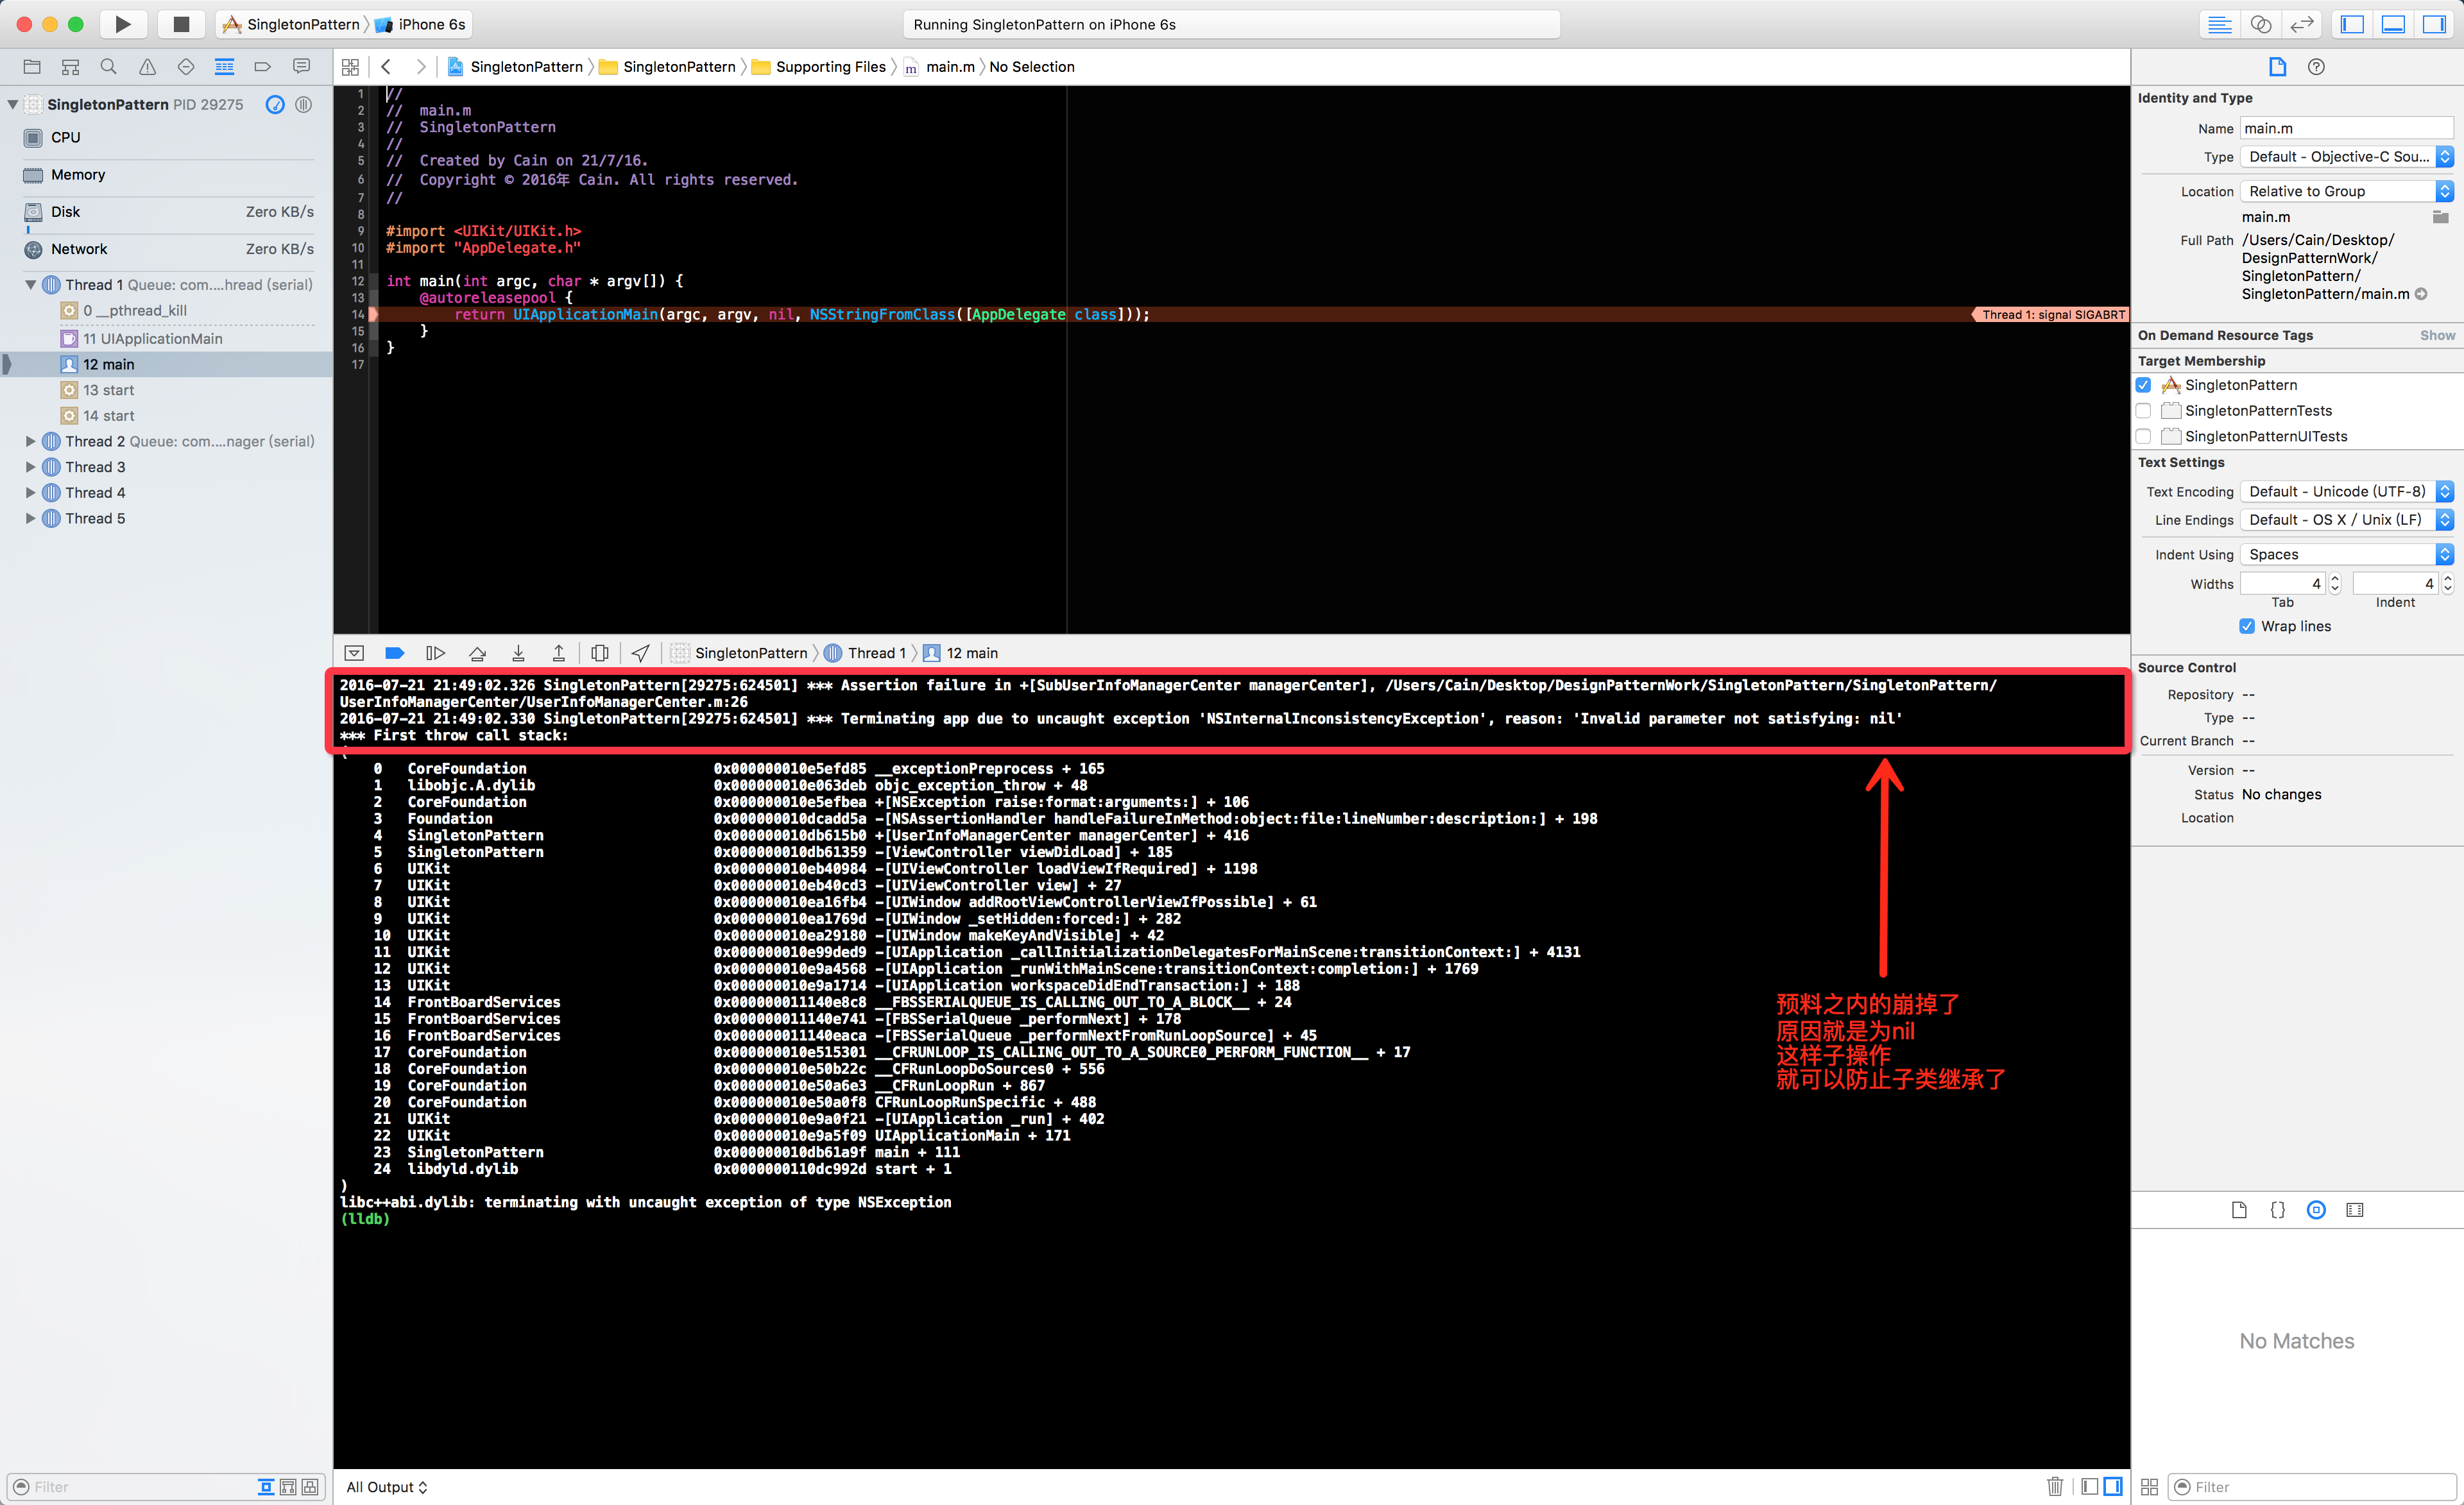 SingletonPattern iPhone 6s
Running SingletonPattern on iPhone 6s
SingletonPattern SingletonPattern Supporting Files m main.m No Selection
SingletonPattern PID 29275
CPU
Memory
Disk Zero KB/s
Network Zero KB/s
Thread 1 Queue: com....hread (serial)
0 __pthread_kill
11 UIApplicationMain
12 main
13 start
14 start
Thread 2 Queue: com....nager (serial)
Thread 3
Thread 4
Thread 5
Filter
1 //
2 //  main.m
3 //  SingletonPattern
4 //
5 //  Created by Cain on 21/7/16.
6 //  Copyright © 2016年 Cain. All rights reserved.
7 //
8
9 #import <UIKit/UIKit.h>
10 #import "AppDelegate.h"
11
12 int main(int argc, char * argv[]) {
13     @autoreleasepool {
14         return UIApplicationMain(argc, argv, nil, NSStringFromClass([AppDelegate class])); Thread 1: signal SIGABRT
15     }
16 }
17
SingletonPattern Thread 1 12 main
2016-07-21 21:49:02.326 SingletonPattern[29275:624501] *** Assertion failure in +[SubUserInfoManagerCenter managerCenter], /Users/Cain/Desktop/DesignPatternWork/SingletonPattern/SingletonPattern/
UserInfoManagerCenter/UserInfoManagerCenter.m:26
2016-07-21 21:49:02.330 SingletonPattern[29275:624501] *** Terminating app due to uncaught exception 'NSInternalInconsistencyException', reason: 'Invalid parameter not satisfying: nil'
*** First throw call stack:
(
0 CoreFoundation 0x000000010e5efd85 __exceptionPreprocess + 165
1 libobjc.A.dylib 0x000000010e063deb objc_exception_throw + 48
2 CoreFoundation 0x000000010e5efbea +[NSException raise:format:arguments:] + 106
3 Foundation 0x000000010dcadd5a -[NSAssertionHandler handleFailureInMethod:object:file:lineNumber:description:] + 198
4 SingletonPattern 0x000000010db615b0 +[UserInfoManagerCenter managerCenter] + 416
5 SingletonPattern 0x000000010db61359 -[ViewController viewDidLoad] + 185
6 UIKit 0x000000010eb40984 -[UIViewController loadViewIfRequired] + 1198
7 UIKit 0x000000010eb40cd3 -[UIViewController view] + 27
8 UIKit 0x000000010ea16fb4 -[UIWindow addRootViewControllerViewIfPossible] + 61
9 UIKit 0x000000010ea1769d -[UIWindow _setHidden:forced:] + 282
10 UIKit 0x000000010ea29180 -[UIWindow makeKeyAndVisible] + 42
11 UIKit 0x000000010e99ded9 -[UIApplication _callInitializationDelegatesForMainScene:transitionContext:] + 4131
12 UIKit 0x000000010e9a4568 -[UIApplication _runWithMainScene:transitionContext:completion:] + 1769
13 UIKit 0x000000010e9a1714 -[UIApplication workspaceDidEndTransaction:] + 188
14 FrontBoardServices 0x000000011140e8c8 __FBSSERIALQUEUE_IS_CALLING_OUT_TO_A_BLOCK__ + 24
15 FrontBoardServices 0x000000011140e741 -[FBSSerialQueue _performNext] + 178
16 FrontBoardServices 0x000000011140eaca -[FBSSerialQueue _performNextFromRunLoopSource] + 45
17 CoreFoundation 0x000000010e515301 __CFRUNLOOP_IS_CALLING_OUT_TO_A_SOURCE0_PERFORM_FUNCTION__ + 17
18 CoreFoundation 0x000000010e50b22c __CFRunLoopDoSources0 + 556
19 CoreFoundation 0x000000010e50a6e3 __CFRunLoopRun + 867
20 CoreFoundation 0x000000010e50a0f8 CFRunLoopRunSpecific + 488
21 UIKit 0x000000010e9a0f21 -[UIApplication _run] + 402
22 UIKit 0x000000010e9a5f09 UIApplicationMain + 171
23 SingletonPattern 0x000000010db61a9f main + 111
24 libdyld.dylib 0x0000000110dc992d start + 1
)
libc++abi.dylib: terminating with uncaught exception of type NSException
(lldb)
预料之内的崩掉了
原因就是为nil
这样子操作
就可以防止子类继承了
All Output
Identity and Type
Name main.m
Type Default - Objective-C Sou...
Location Relative to Group
main.m
Full Path /Users/Cain/Desktop/
DesignPatternWork/
SingletonPattern/
SingletonPattern/main.m
On Demand Resource Tags Show
Target Membership
SingletonPattern
SingletonPatternTests
SingletonPatternUITests
Text Settings
Text Encoding Default - Unicode (UTF-8)
Line Endings Default - OS X / Unix (LF)
Indent Using Spaces
Widths 4 4
Tab Indent
Wrap lines
Source Control
Repository --
Type --
Current Branch --
Version --
Status No changes
Location
No Matches
Filter